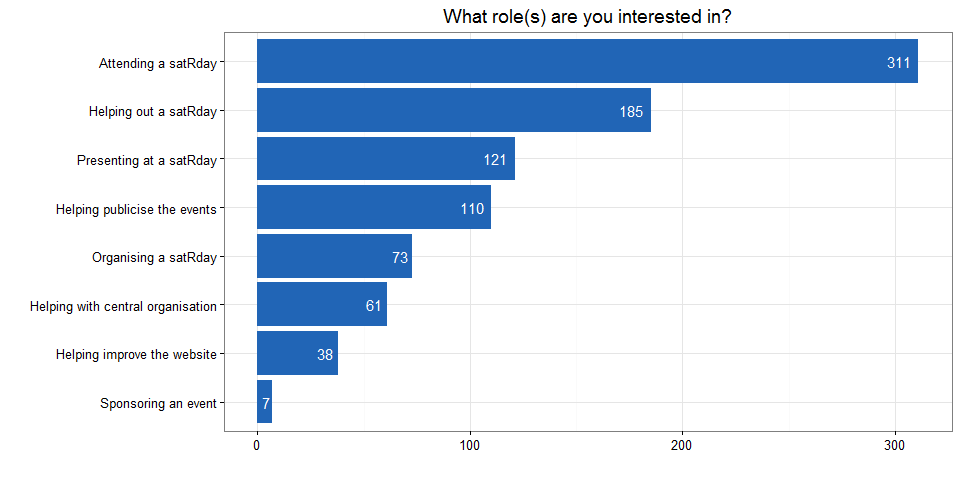 What role(s) are you interested in?
Attending a satRday 311
Helping out a satRday 185
Presenting at a satRday 121
Helping publicise the events 110
Organising a satRday 73
Helping with central organisation 61
Helping improve the website 38
Sponsoring an event 7
0 100 200 300